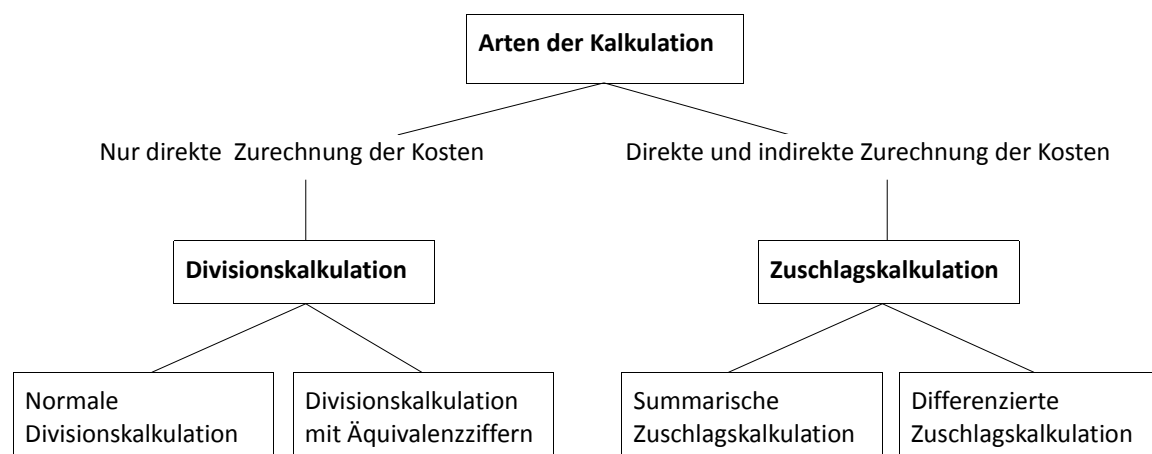 Arten der Kalkulation
Nur direkte Zurechnung der Kosten
Direkte und indirekte Zurechnung der Kosten
Divisionskalkulation
Zuschlagskalkulation
Normale
Divisionskalkulation
Divisionskalkulation
mit Äquivalenzziffern
Summarische
Zuschlagskalkulation
Differenzierte
Zuschlagskalkulation